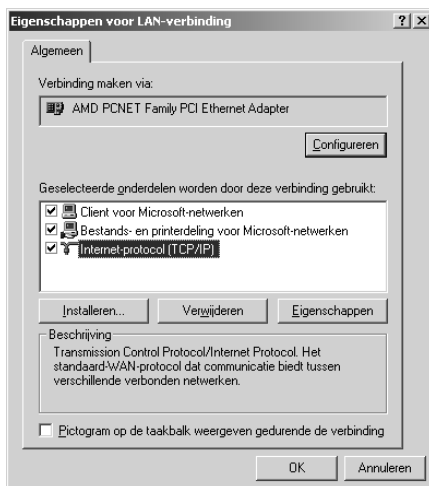 Eigenschappen voor LAN-verbinding
Algemeen
Verbinding maken via:
AMD PCNET Family PCI Ethernet Adapter
Configureren
Geselecteerde onderdelen worden door deze verbinding gebruikt:
Client voor Microsoft-netwerken
Bestands- en printerdeling voor Microsoft-netwerken
Internet-protocol (TCP/IP)
Installeren... Verwijderen Eigenschappen
Beschrijving
Transmission Control Protocol/Internet Protocol. Het
standaard-WAN-protocol dat communicatie biedt tussen
verschillende verbonden netwerken.
Pictogram op de taakbalk weergeven gedurende de verbinding
OK Annuleren